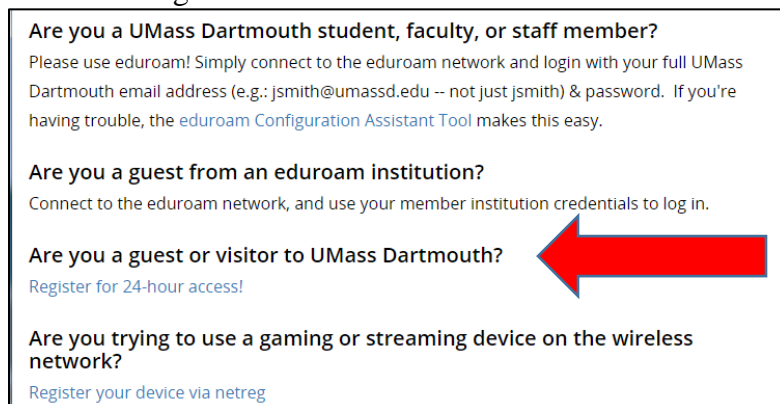 Are you a UMass Dartmouth student, faculty, or staff member?
Please use eduroam! Simply connect to the eduroam network and login with your full UMass
Dartmouth email address (e.g.: jsmith@umassd.edu -- not just jsmith) & password.  If you're
having trouble, the eduroam Configuration Assistant Tool makes this easy.
Are you a guest from an eduroam institution?
Connect to the eduroam network, and use your member institution credentials to log in.
Are you a guest or visitor to UMass Dartmouth?
Register for 24-hour access!
Are you trying to use a gaming or streaming device on the wireless
network?
Register your device via netreg